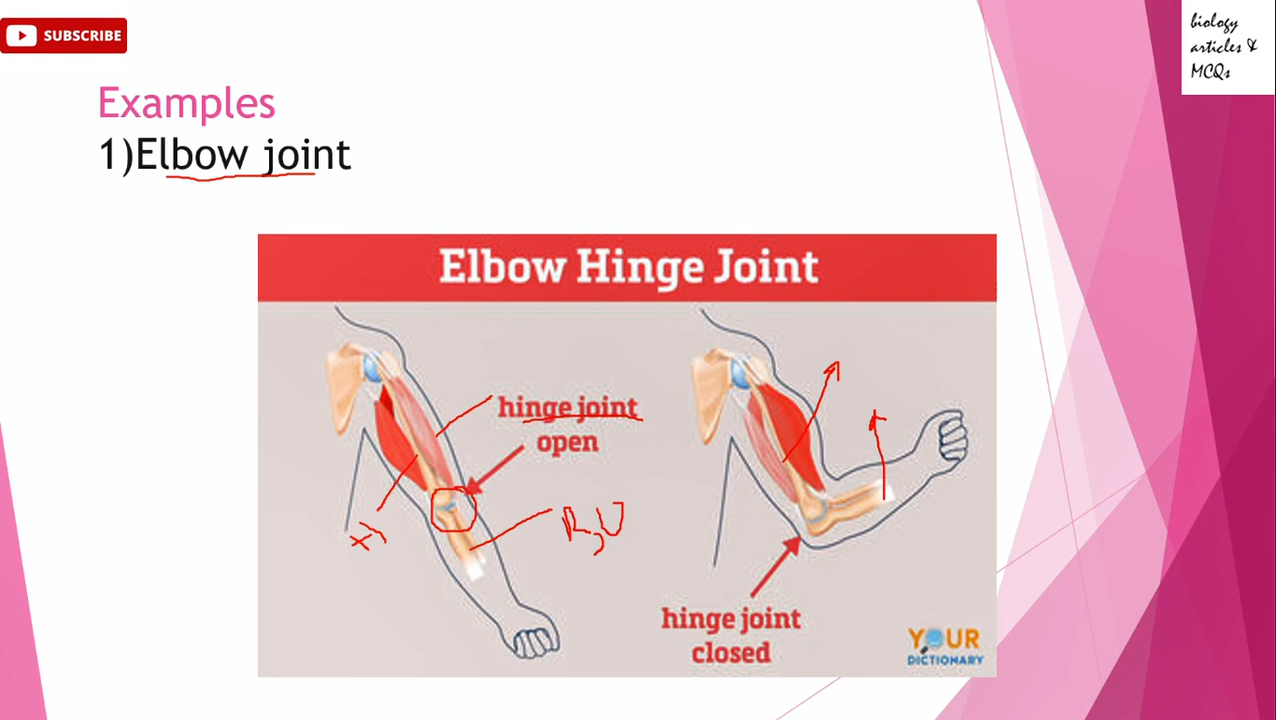 SUBSCRIBE
biology
articles &
MCQs
Examples
1)Elbow joint
Elbow Hinge Joint
hinge joint
open
R,U
hinge joint
closed
YOUR
DICTIONARY